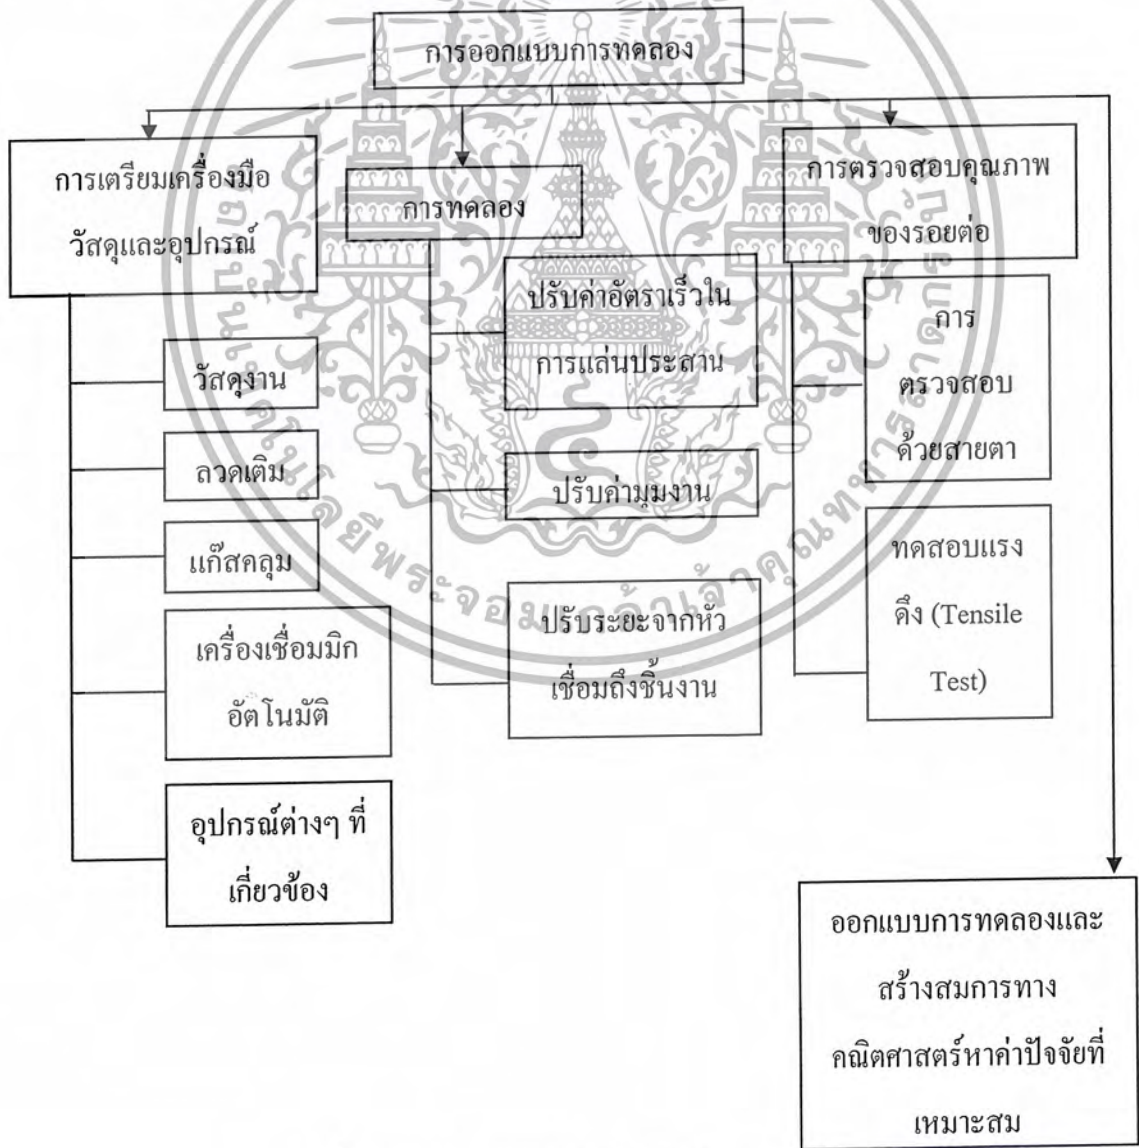 การออกแบบการทดลอง
การเตรียมเครื่องมือ
วัสดุและอุปกรณ์
วัสดุงาน
ลวดเติม
แก๊สคลุม
เครื่องเชื่อมมิก
อัตโนมัติ
อุปกรณ์ต่างๆ ที่
เกี่ยวข้อง
การทดลอง
ปรับค่าอัตราเร็วใน
การแล่นประสาน
ปรับค่ามุมงาน
ปรับระยะจากหัว
เชื่อมถึงชิ้นงาน
การตรวจสอบคุณภาพ
ของรอยต่อ
การ
ตรวจสอบ
ด้วยสายตา
ทดสอบแรง
ดึง (Tensile
Test)
ออกแบบการทดลองและ
สร้างสมการทาง
คณิตศาสตร์หาค่าปัจจัยที่
เหมาะสม